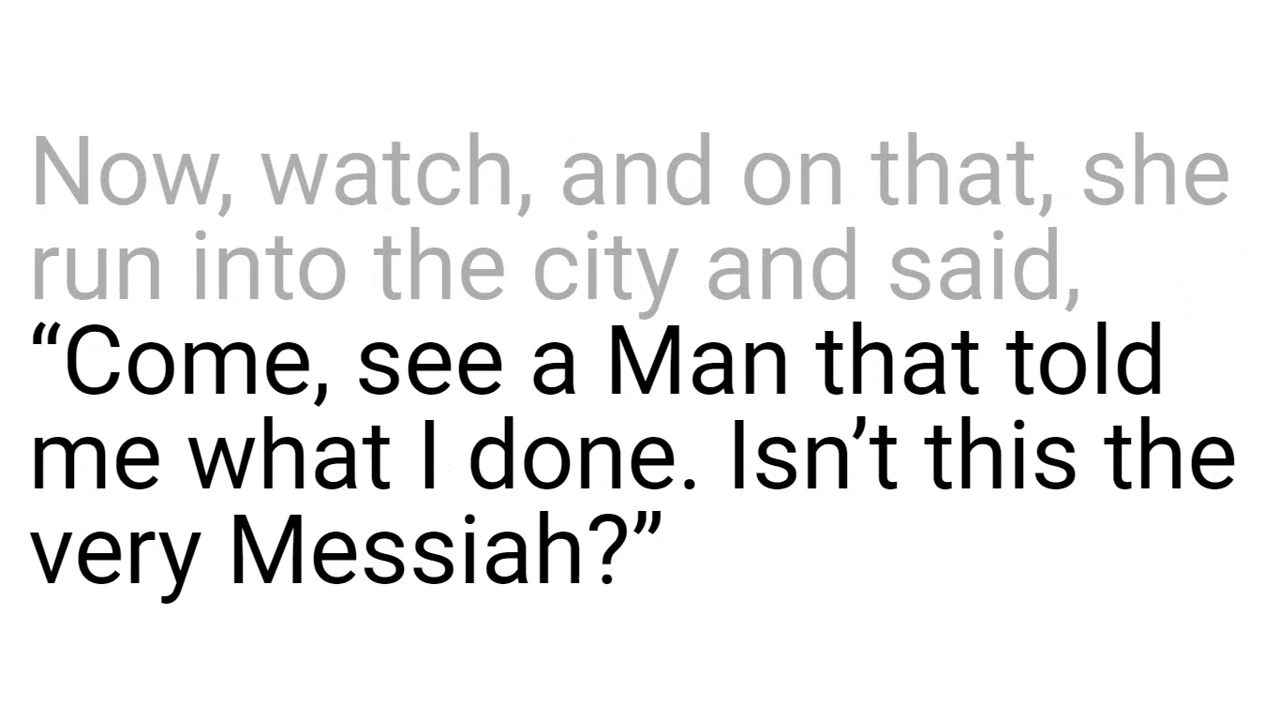 Now, watch, and on that, she
run into the city and said,
“Come, see a Man that told
me what I done. Isn’t this the
very Messiah?”